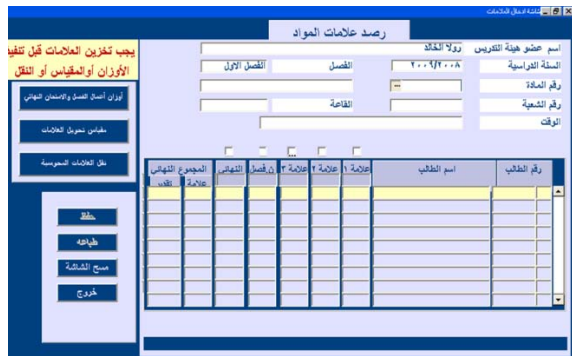 شاشة ادخال العلامات
رصد علامات المواد
اسم عضو هيئة التدريس رولا الخالد
السنة الدراسية ٢٠٠٩/٢٠٠٨ الفصل الفصل الاول
رقم المادة ...
رقم الشعبة القاعة
الوقت
يجب تخزين العلامات قبل تنفيذ
الأوزان أوالمقياس أو النقل
أوزان أعمال الفصل والامتحان النهائي
مقياس تحويل العلامات
نقل العلامات المحوسبة
رقم الطالب اسم الطالب علامة ١ علامة ٢ علامة ٣ ن.فصل النهائي المجموع النهائي
علامة تقدير
حفظ
طباعه
مسح الشاشة
خروج